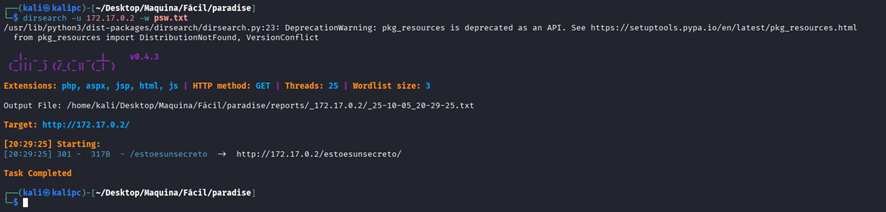 ┌──(kali㉿kalipc)-[~/Desktop/Maquina/Fácil/paradise]
└─$ dirsearch -u 172.17.0.2 -w psw.txt
/usr/lib/python3/dist-packages/dirsearch/dirsearch.py:23: DeprecationWarning: pkg_resources is deprecated as an API. See https://setuptools.pypa.io/en/latest/pkg_resources.html
from pkg_resources import DistributionNotFound, VersionConflict
v0.4.3
Extensions: php, aspx, jsp, html, js | HTTP method: GET | Threads: 25 | Wordlist size: 3
Output File: /home/kali/Desktop/Maquina/Fácil/paradise/reports/_172.17.0.2/_25-10-05_20-29-25.txt
Target: http://172.17.0.2/
[20:29:25] Starting:
[20:29:25] 301 - 317B - /estoesunsecreto -> http://172.17.0.2/estoesunsecreto/
Task Completed
┌──(kali㉿kalipc)-[~/Desktop/Maquina/Fácil/paradise]
└─$